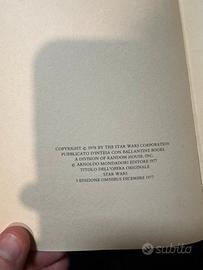 COPYRIGHT © 1976 BY THE STAR WARS CORPORATION
PUBBLICATO D'INTESA CON BALLANTINE BOOKS
A DIVISION OF RANDOM HOUSE, INC.
© ARNOLDO MONDADORI EDITORE 1977
TITOLO DELL'OPERA ORIGINALE
STAR WARS
I EDIZIONE OMNIBUS DICEMBRE 1977
subito